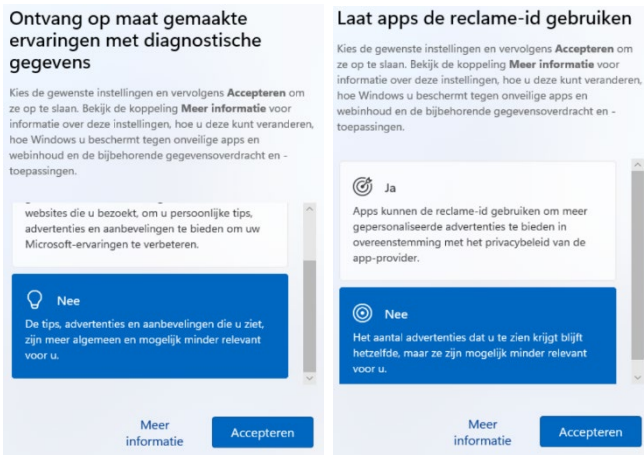 Ontvang op maat gemaakte
ervaringen met diagnostische
gegevens
Kies de gewenste instellingen en vervolgens Accepteren om
ze op te slaan. Bekijk de koppeling Meer informatie voor
informatie over deze instellingen, hoe u deze kunt veranderen,
hoe Windows u beschermt tegen onveilige apps en
webinhoud en de bijbehorende gegevensoverdracht en -
toepassingen.
websites die u bezoekt, om u persoonlijke tips,
advertenties en aanbevelingen te bieden om uw
Microsoft-ervaringen te verbeteren.
Nee
De tips, advertenties en aanbevelingen die u ziet,
zijn meer algemeen en mogelijk minder relevant
voor u.
Meer
informatie
Accepteren
Laat apps de reclame-id gebruiken
Kies de gewenste instellingen en vervolgens Accepteren om
ze op te slaan. Bekijk de koppeling Meer informatie voor
informatie over deze instellingen, hoe u deze kunt veranderen,
hoe Windows u beschermt tegen onveilige apps en
webinhoud en de bijbehorende gegevensoverdracht en -
toepassingen.
Ja
Apps kunnen de reclame-id gebruiken om meer
gepersonaliseerde advertenties te bieden in
overeenstemming met het privacybeleid van de
app-provider.
Nee
Het aantal advertenties dat u te zien krijgt blijft
hetzelfde, maar ze zijn mogelijk minder relevant
voor u.
Meer
informatie
Accepteren